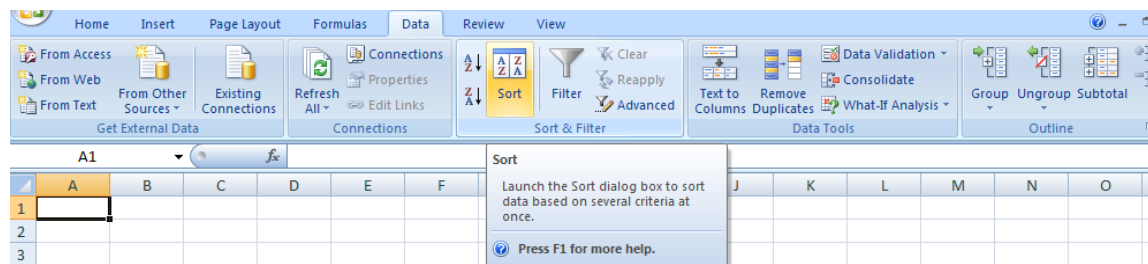 Home Insert Page Layout Formulas Data Review View
From Access
From Web
From Text
From Other
Sources
Existing
Connections
Get External Data
Refresh
All
Connections
Properties
Edit Links
Connections
A
Z
Z
A
A Z
Z A
Sort
Filter
Clear
Reapply
Advanced
Sort & Filter
Text to
Columns
Remove
Duplicates
Data Validation
Consolidate
What-If Analysis
Data Tools
Group
Ungroup
Subtotal
Outline
A1 fx
Sort
Launch the Sort dialog box to sort
data based on several criteria at
once.
Press F1 for more help.
A B C D E F J K L M N O
1
2
3